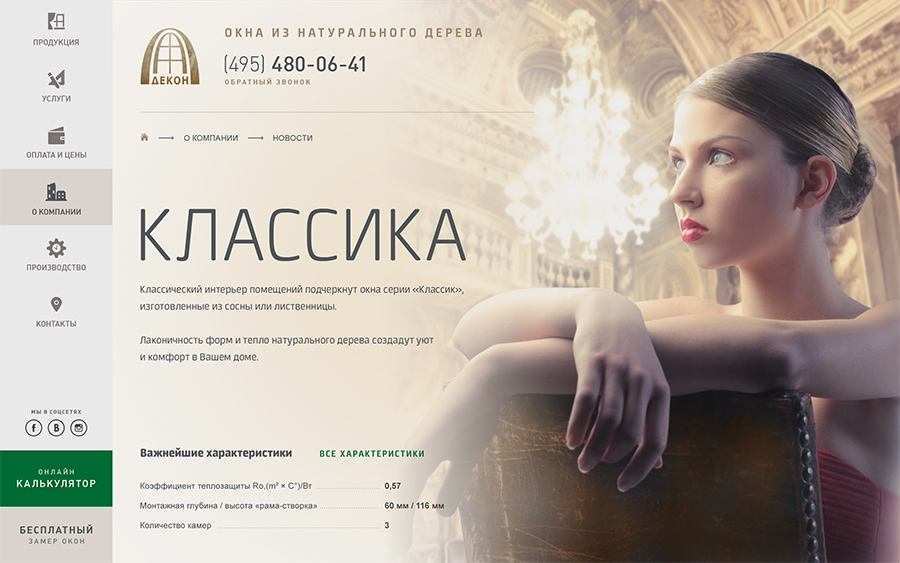 ПРОДУКЦИЯ
УСЛУГИ
ОПЛАТА И ЦЕНЫ
О КОМПАНИИ
ПРОИЗВОДСТВО
КОНТАКТЫ
МЫ В СОЦСЕТЯХ
f B
ОНЛАЙН
КАЛЬКУЛЯТОР
БЕСПЛАТНЫЙ
ЗАМЕР ОКОН
ДЕКОН
ОКНА ИЗ НАТУРАЛЬНОГО ДЕРЕВА
(495) 480-06-41
ОБРАТНЫЙ ЗВОНОК
О КОМПАНИИ НОВОСТИ
КЛАССИКА
Классический интерьер помещений подчеркнут окна серии «Классик»,
изготовленные из сосны или лиственницы.
Лаконичность форм и тепло натурального дерева создадут уют
и комфорт в Вашем доме.
Важнейшие характеристики ВСЕ ХАРАКТЕРИСТИКИ
Коэффициент теплозащиты Ro,(m² × C°)/Вт 0,57
Монтажная глубина / высота «рама-створка» 60 мм / 116 мм
Количество камер 3